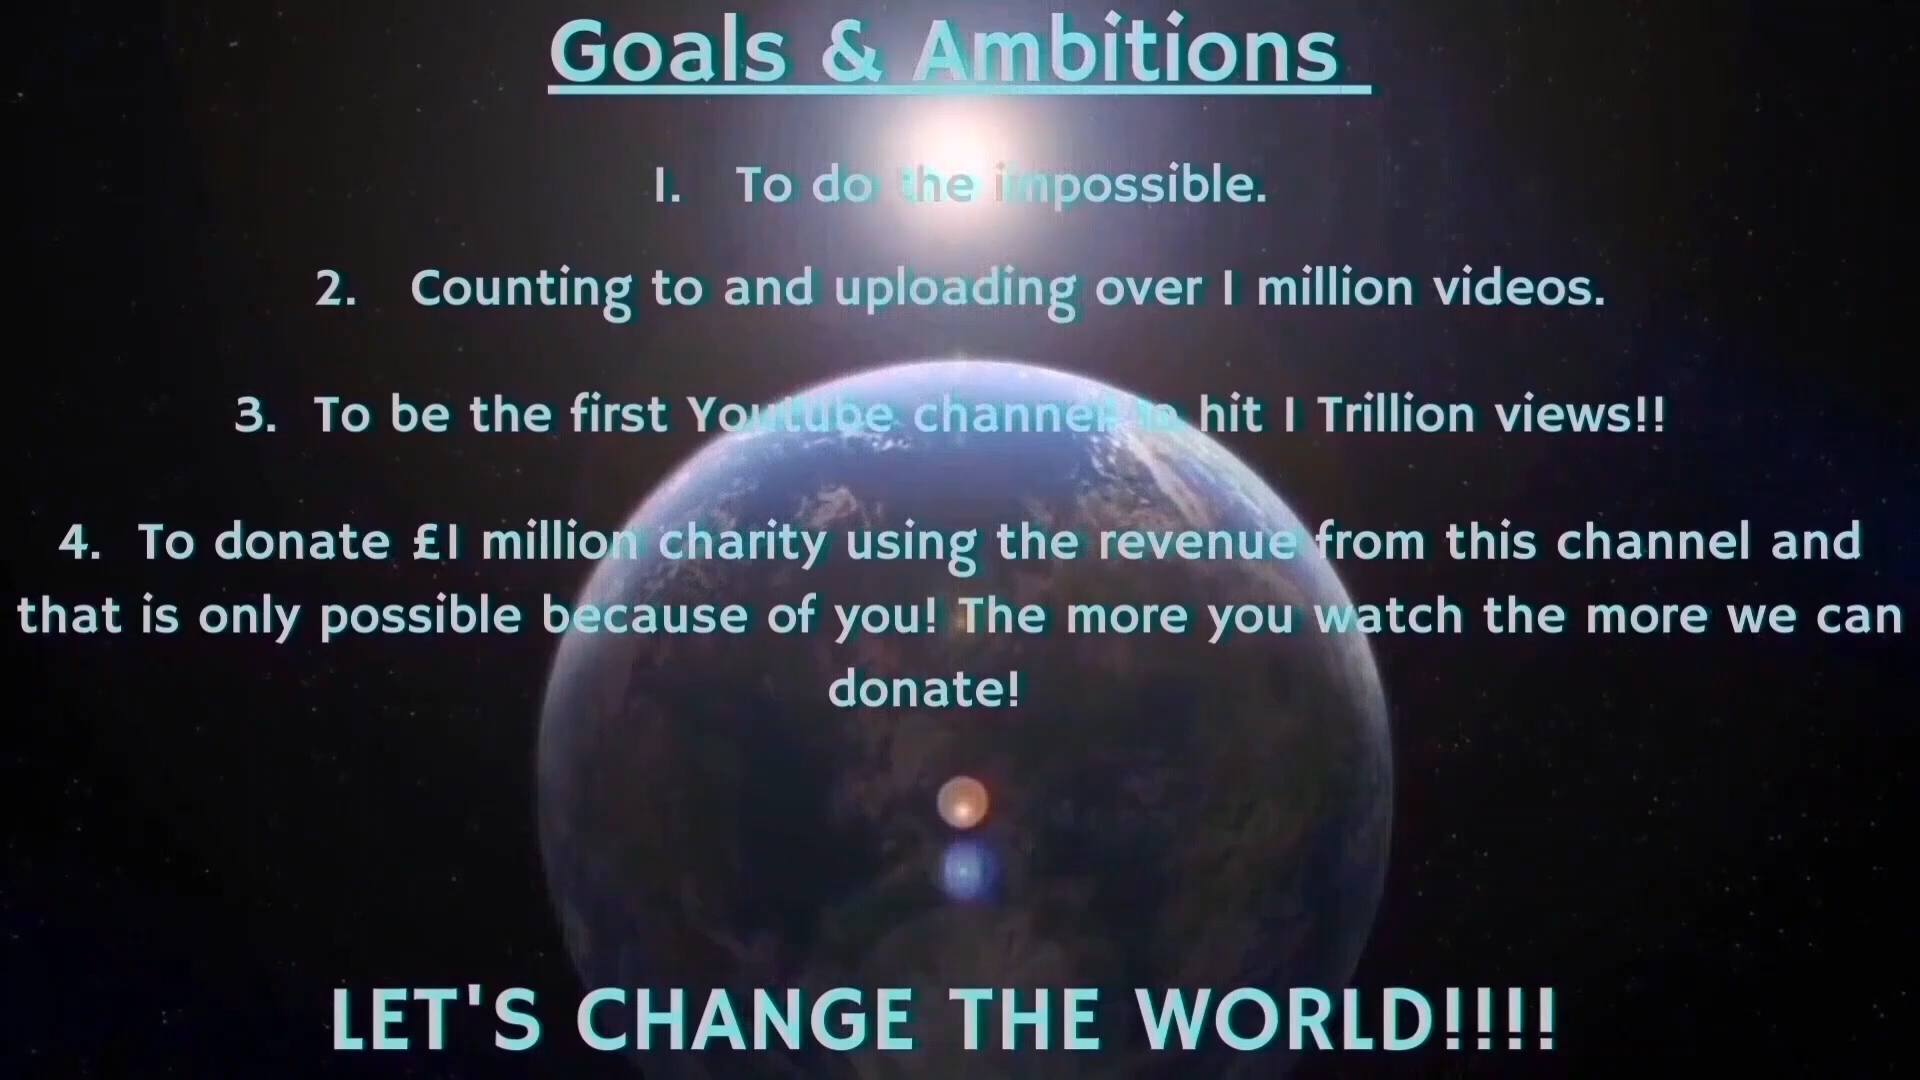 Goals & Ambitions
1. To do the impossible.
2. Counting to and uploading over 1 million videos.
3. To be the first Youtube channel to hit 1 Trillion views!!
4. To donate £1 million charity using the revenue from this channel and
that is only possible because of you! The more you watch the more we can
donate!
LET'S CHANGE THE WORLD!!!!